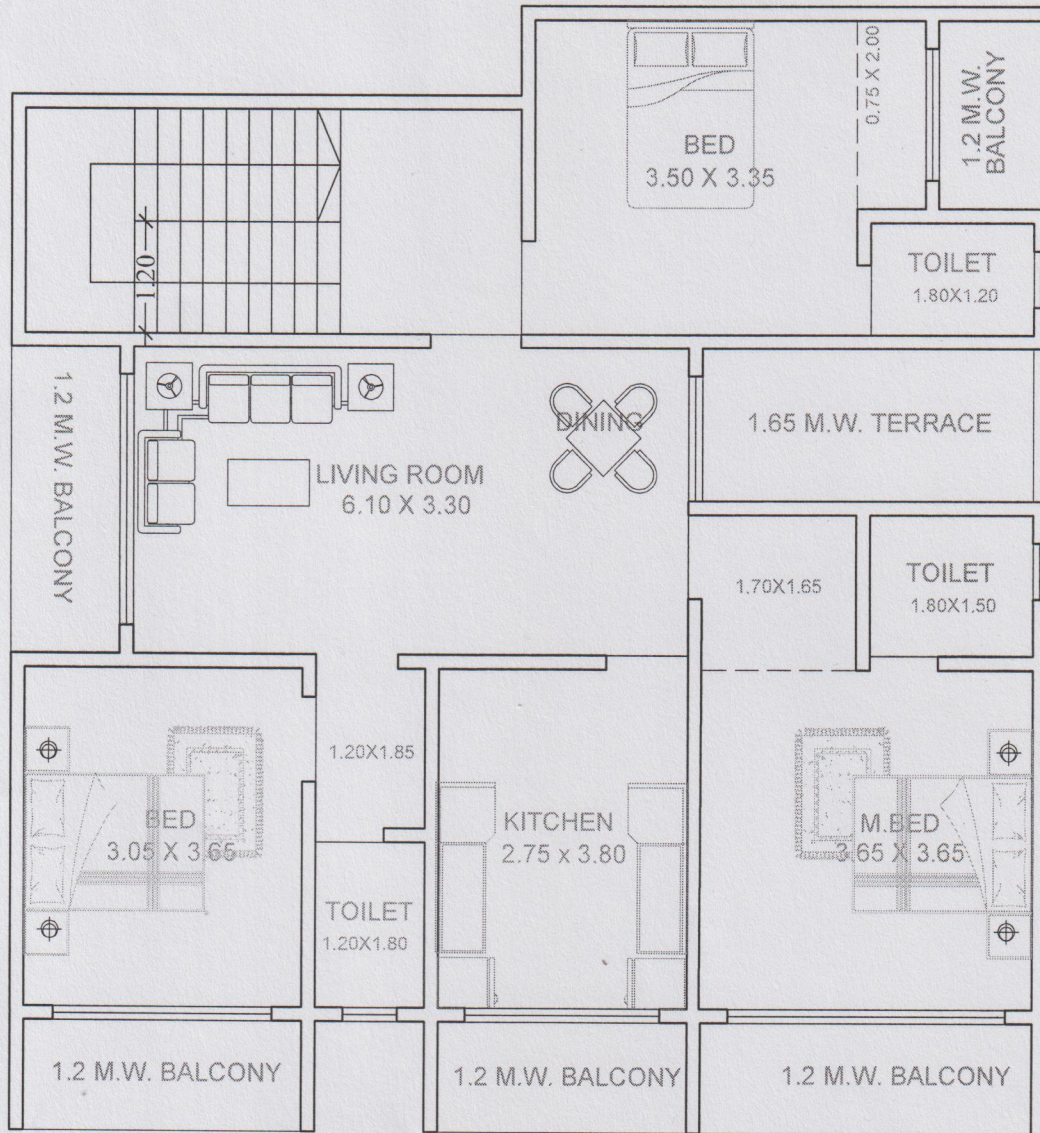 0.75 X 2.00
1.2 M.W.
BALCONY
BED
3.50 X 3.35
1.20
TOILET
1.80X1.20
1.2 M.W. BALCONY
DINING
1.65 M.W. TERRACE
LIVING ROOM
6.10 X 3.30
1.70X1.65
TOILET
1.80X1.50
1.20X1.85
BED
3.05 X 3.65
KITCHEN
2.75 x 3.80
M.BED
3.65 X 3.65
TOILET
1.20X1.80
1.2 M.W. BALCONY
1.2 M.W. BALCONY
1.2 M.W. BALCONY